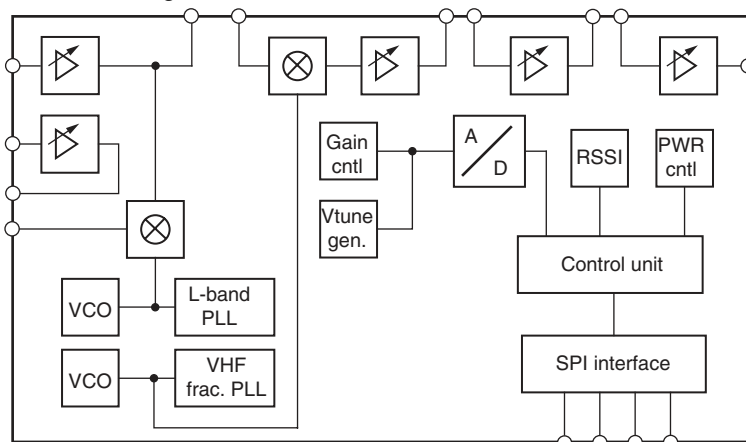 Gain
cntl
A
D
RSSI
PWR
cntl
Vtune
gen.
Control unit
VCO
L-band
PLL
SPI interface
VCO
VHF
frac. PLL